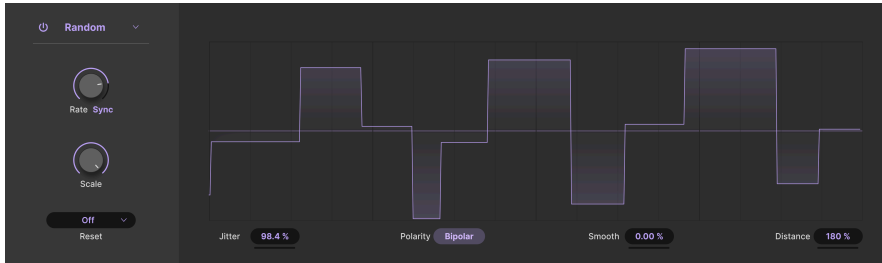 Random
Rate Sync
Scale
Off
Reset
Jitter 98.4 % Polarity Bipolar Smooth 0.00 % Distance 180 %